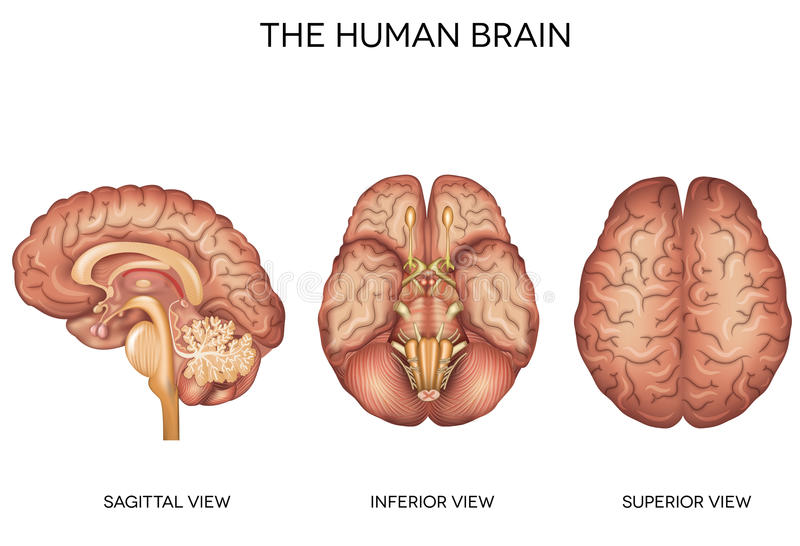 THE HUMAN BRAIN
SAGITTAL VIEW
INFERIOR VIEW
SUPERIOR VIEW